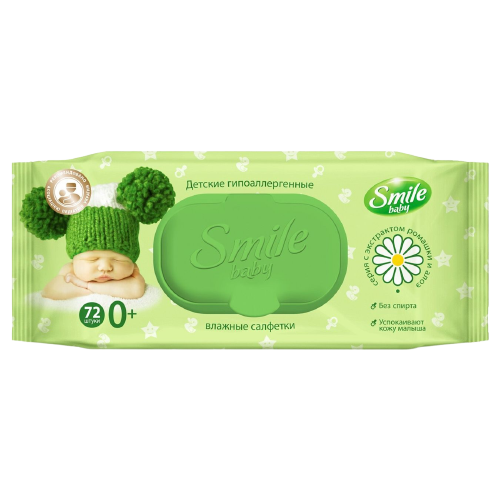 Детские гипоаллергенные
Smile
baby
влажные салфетки
72
штуки
0+
Smile
baby
серия с экстрактом ромашки и алоэ
Без спирта
Успокаивают
кожу малыша